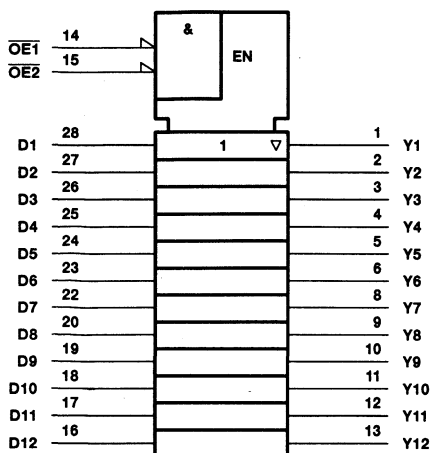 &
EN
O̅E̅1̅ 14
O̅E̅2̅ 15
D1 28 1 ▽ 1 Y1
D2 27 2 Y2
D3 26 3 Y3
D4 25 4 Y4
D5 24 5 Y5
D6 23 6 Y6
D7 22 8 Y7
D8 20 9 Y8
D9 19 10 Y9
D10 18 11 Y10
D11 17 12 Y11
D12 16 13 Y12